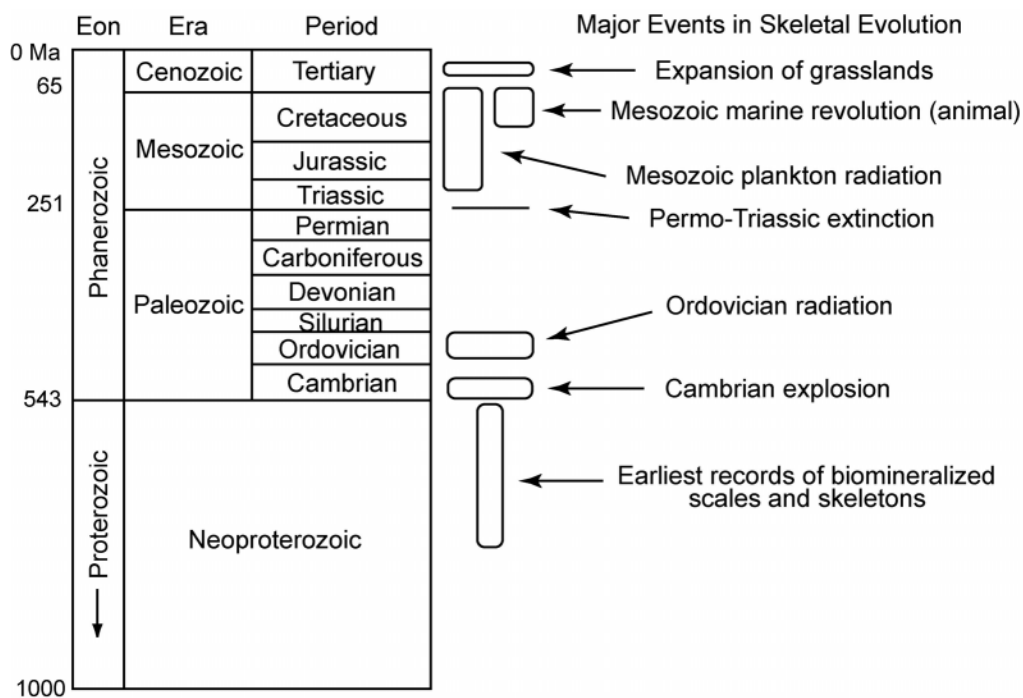 Eon Era Period Major Events in Skeletal Evolution
0 Ma
Cenozoic Tertiary Expansion of grasslands
65
Cretaceous Mesozoic marine revolution (animal)
Mesozoic
Jurassic
Mesozoic plankton radiation
Triassic
251
Permian Permo-Triassic extinction
Phanerozoic
Carboniferous
Paleozoic
Devonian
Ordovician radiation
Silurian
Ordovician
Cambrian Cambrian explosion
543
Earliest records of biomineralized
scales and skeletons
Proterozoic
Neoproterozoic
1000